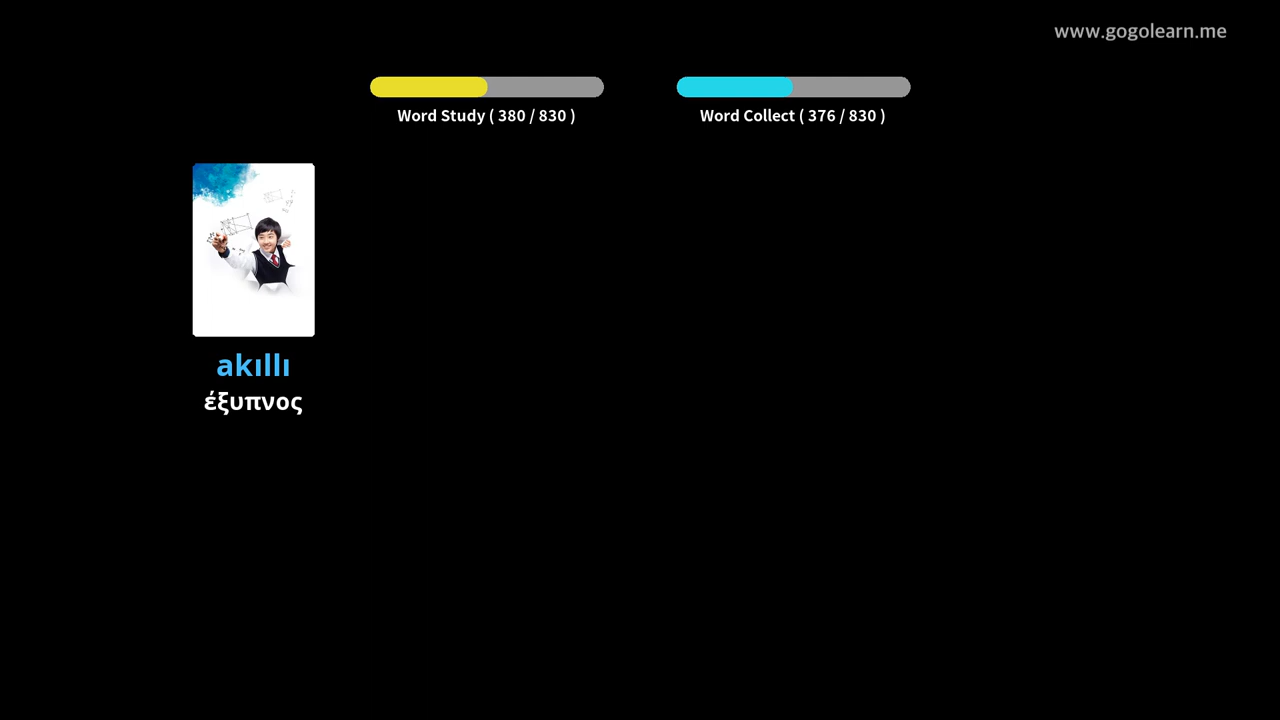 www.gogolearn.me
Word Study ( 380 / 830 )
Word Collect ( 376 / 830 )
akıllı
έξυπνος